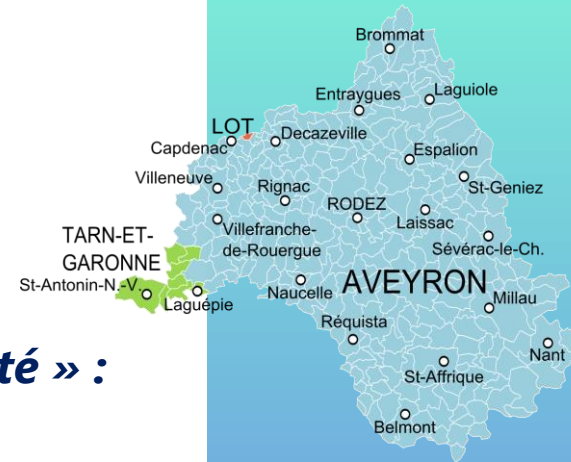 Brommat
Entraygues
Laguiole
LOT
Decazeville
Capdenac
Espalion
Villeneuve
Rignac
St-Geniez
RODEZ
Villefranche-
de-Rouergue
Laissac
TARN-ET-
GARONNE
Sévérac-le-Ch.
St-Antonin-N.-V.
Naucelle
AVEYRON
Laguépie
Millau
Réquista
Nant
té » :
St-Affrique
Belmont